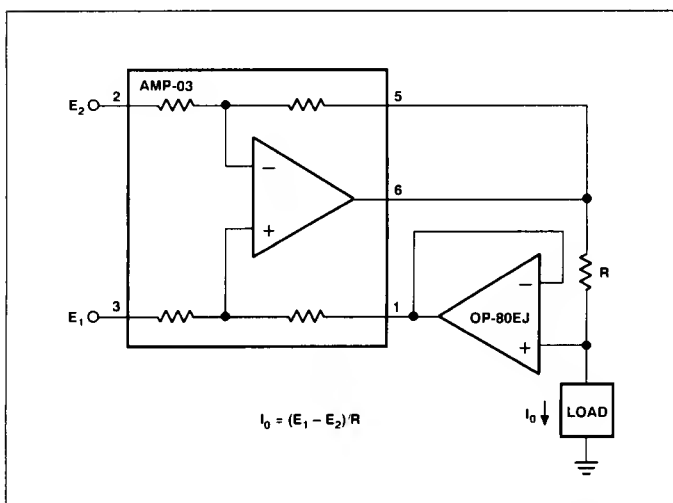 AMP-03
E₂
2
5
−
6
+
R
−
E₁
3
1
OP-80EJ
+
I₀ = (E₁ − E₂)/R
I₀
LOAD